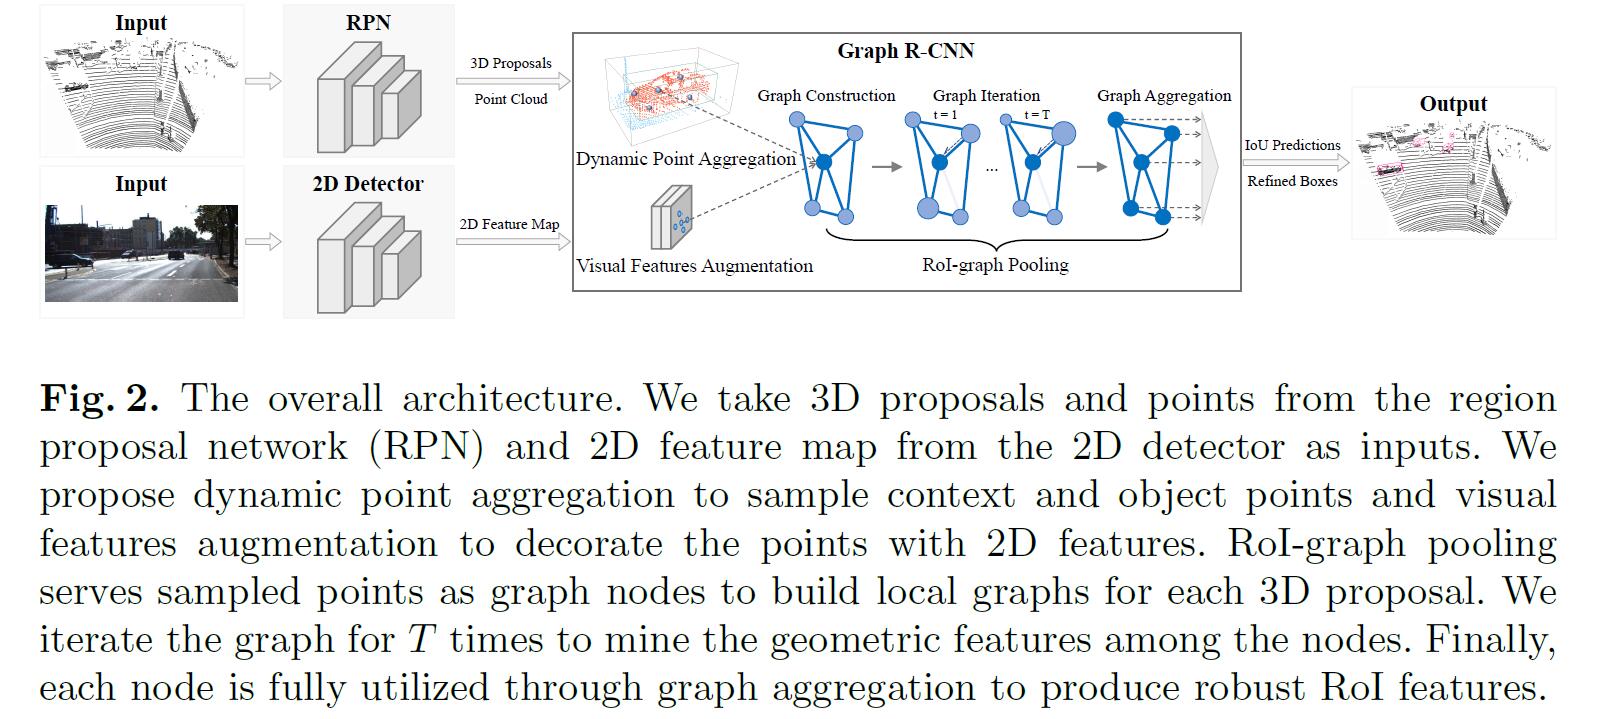 Input
RPN
3D Proposals
Point Cloud
Input
2D Detector
2D Feature Map
Graph R-CNN
Graph Construction
Graph Iteration
Graph Aggregation
t = 1
t = T
...
Dynamic Point Aggregation
Visual Features Augmentation
RoI-graph Pooling
IoU Predictions
Refined Boxes
Output
Fig. 2. The overall architecture. We take 3D proposals and points from the region
proposal network (RPN) and 2D feature map from the 2D detector as inputs. We
propose dynamic point aggregation to sample context and object points and visual
features augmentation to decorate the points with 2D features. RoI-graph pooling
serves sampled points as graph nodes to build local graphs for each 3D proposal. We
iterate the graph for T times to mine the geometric features among the nodes. Finally,
each node is fully utilized through graph aggregation to produce robust RoI features.